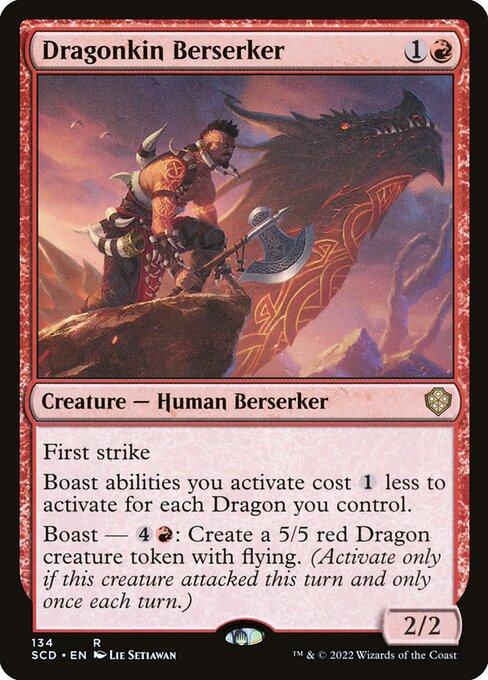 Dragonkin Berserker 1
Creature — Human Berserker
First strike
Boast abilities you activate cost 1 less to
activate for each Dragon you control.
Boast — 4: Create a 5/5 red Dragon
creature token with flying. (Activate only
if this creature attacked this turn and only
once each turn.)
2/2
134 R
SCD • EN Lie Setiawan
™ & © 2022 Wizards of the Coast